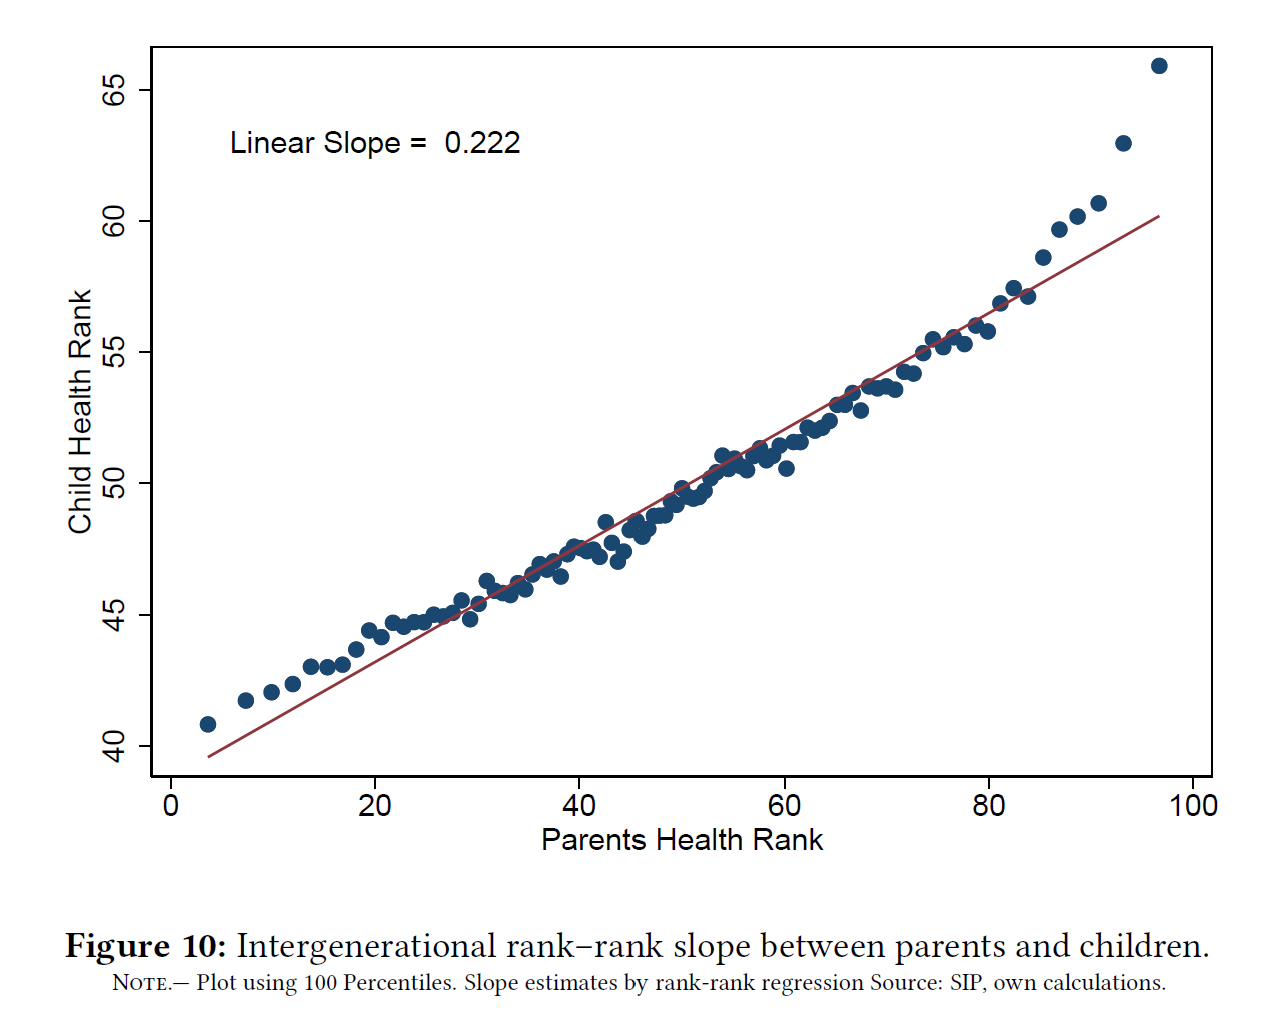 65
60
55
50
45
40
Child Health Rank
Linear Slope = 0.222
0 20 40 60 80 100
Parents Health Rank
Figure 10: Intergenerational rank–rank slope between parents and children.
NOTE.— Plot using 100 Percentiles. Slope estimates by rank-rank regression Source: SIP, own calculations.